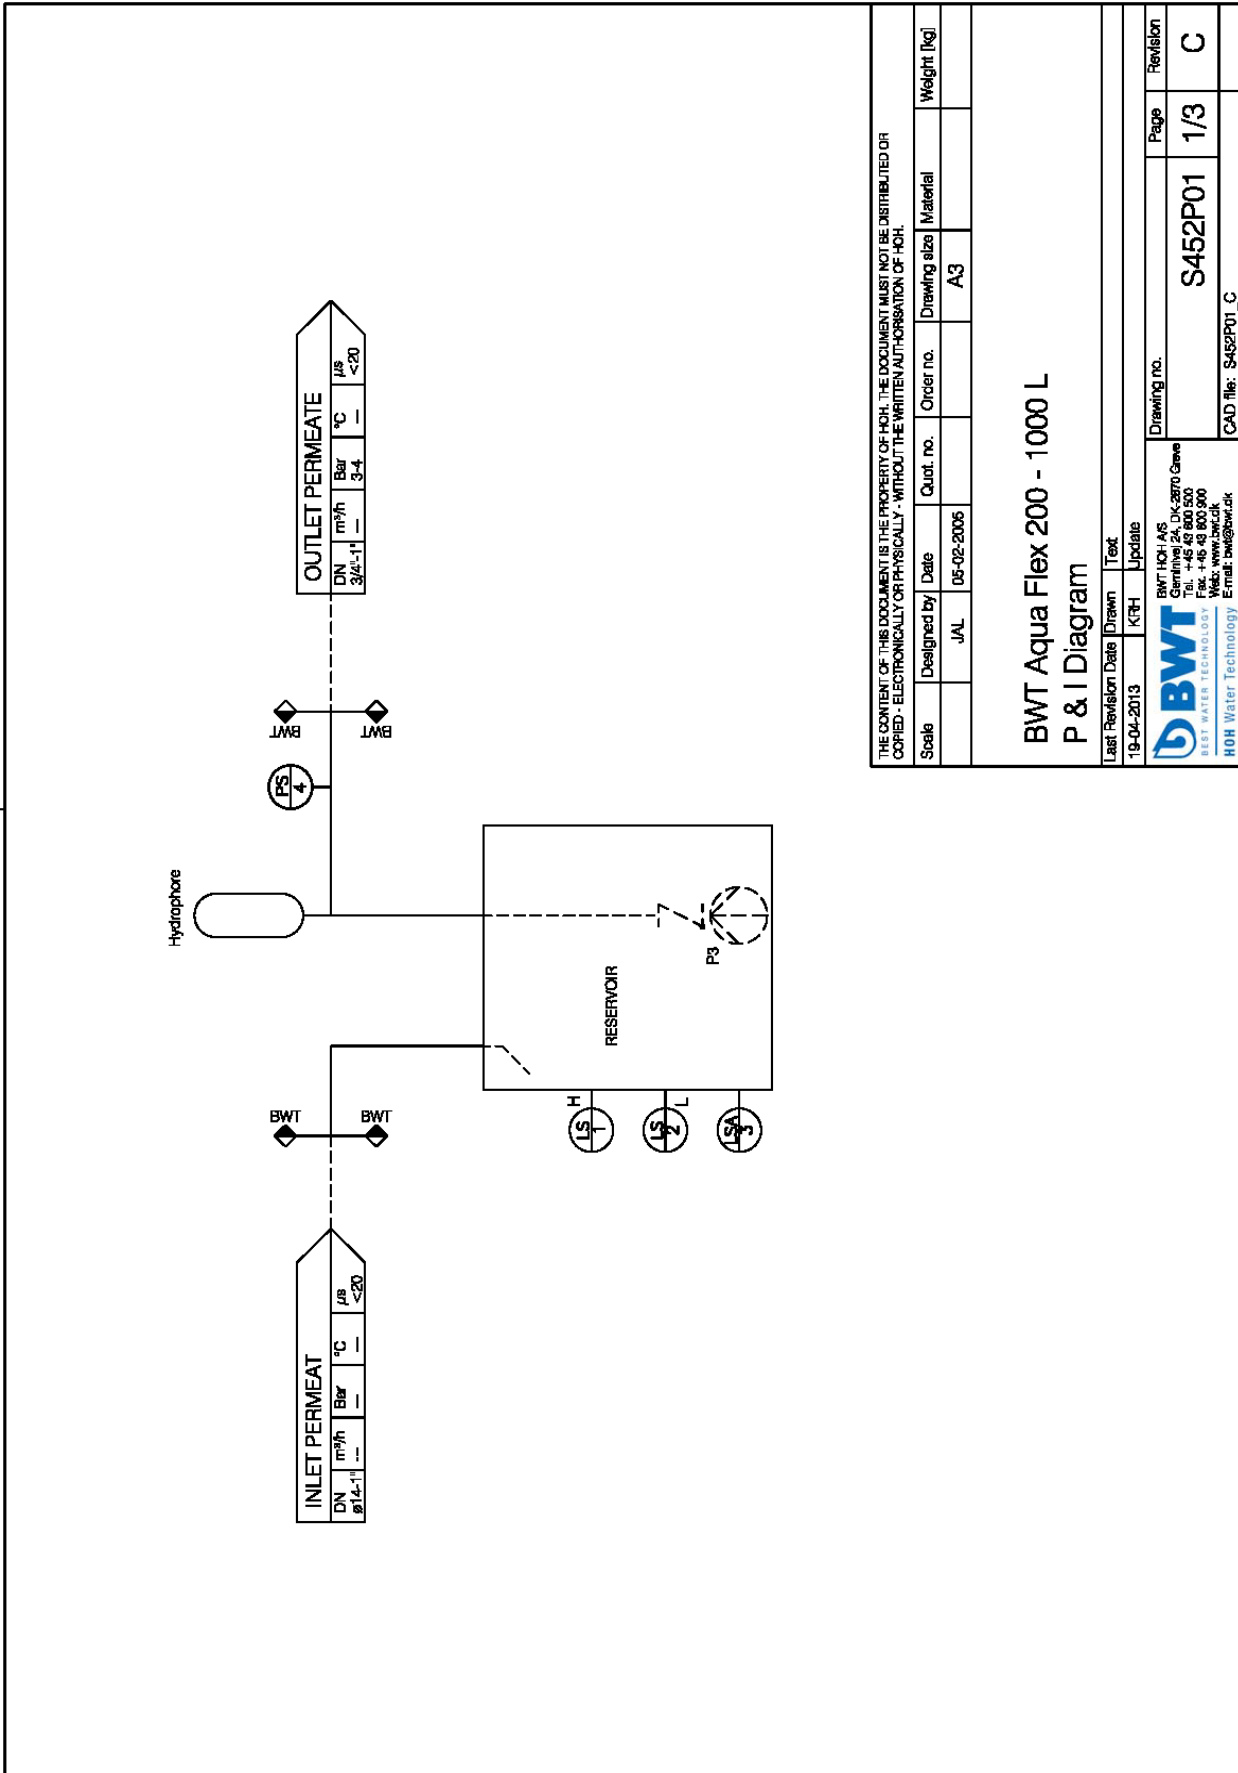 Hydrophore
INLET PERMEAT
DN m³/h Bar °C µs
ø14-1" -- — — <20
BWT
BWT
OUTLET PERMEATE
DN m³/h Bar °C µs
3/4"-1" — 3-4 — <20
BWT
BWT
PS
4
RESERVOIR
P3
LS
1
H
LS
2
L
LSA
3
THE CONTENT OF THIS DOCUMENT IS THE PROPERTY OF HOH. THE DOCUMENT MUST NOT BE DISTRIBUTED OR
COPIED - ELECTRONICALLY OR PHYSICALLY - WITHOUT THE WRITTEN AUTHORISATION OF HOH.
Scale Designed by Date Quot. no. Order no. Drawing size Material Weight [kg]
JAL 05-02-2005 A3
BWT Aqua Flex 200 - 1000 L
P & I Diagram
Last Revision Date Drawn Text
19-04-2013 KRH Update
BWT
BEST WATER TECHNOLOGY
HOH Water Technology
BWT HOH A/S
Geminivej 24, DK-2670 Greve
Tel. +45 43 600 500
Fax. +45 43 600 900
Web: www.bwt.dk
E-mail: bwt@bwt.dk
Drawing no. Page Revision
S452P01 1/3 C
CAD file: S452P01_C